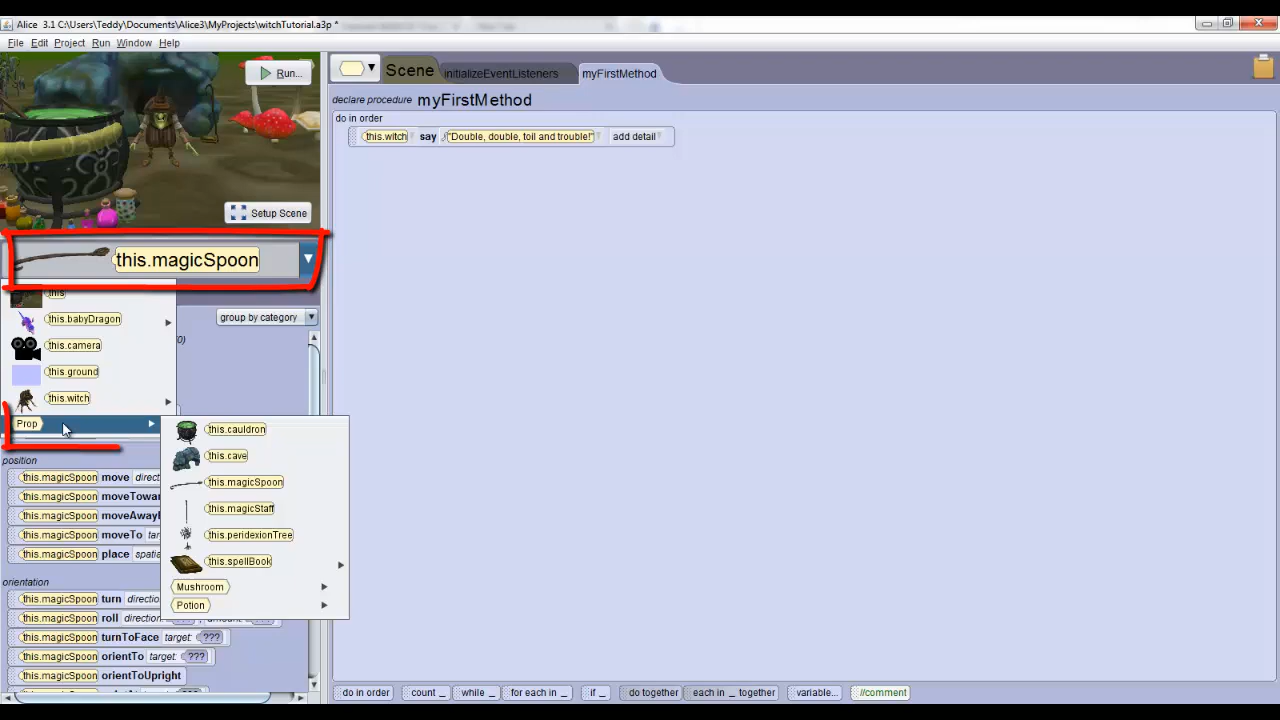 Alice 3.1 C:\Users\Teddy\Documents\Alice3\MyProjects\witchTutorial.a3p *
File Edit Project Run Window Help
Run...
Setup Scene
Scene initializeEventListeners myFirstMethod
declare procedure myFirstMethod
do in order
this.witch say "Double, double, toil and trouble!" add detail
this.magicSpoon
this
this.babyDragon
this.camera
this.ground
this.witch
Prop
group by category
this.cauldron
this.cave
this.magicSpoon
this.magicStaff
this.peridexionTree
this.spellBook
Mushroom
Potion
position
this.magicSpoon move
this.magicSpoon
this.magicSpoon
this.magicSpoon moveTo
this.magicSpoon place
orientation
this.magicSpoon turn
this.magicSpoon roll direction: ??? , amount: ???
this.magicSpoon turnToFace target: ???
this.magicSpoon orientTo target: ???
this.magicSpoon orientToUpright
do in order count _ while _ for each in _ if _ do together each in _ together variable... //comment